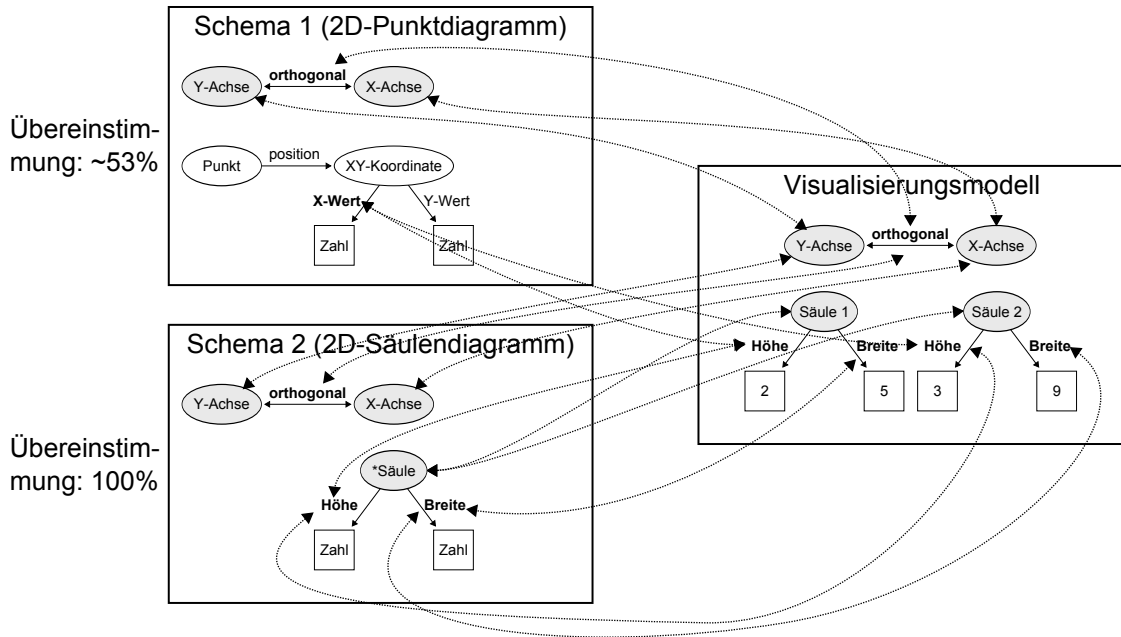 Schema 1 (2D-Punktdiagramm)
orthogonal
Y-Achse
X-Achse
Übereinstim-
mung: ~53%
position
Punkt
XY-Koordinate
X-Wert
Y-Wert
Zahl
Zahl
Visualisierungsmodell
orthogonal
Y-Achse
X-Achse
Säule 1
Säule 2
Höhe
Breite
Höhe
Breite
2
5
3
9
Schema 2 (2D-Säulendiagramm)
orthogonal
Y-Achse
X-Achse
Übereinstim-
mung: 100%
*Säule
Höhe
Breite
Zahl
Zahl